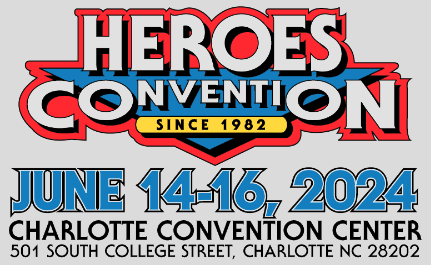 HEROES
CONVENTION
SINCE 1982
JUNE 14-16, 2024
CHARLOTTE CONVENTION CENTER
501 SOUTH COLLEGE STREET, CHARLOTTE NC 28202